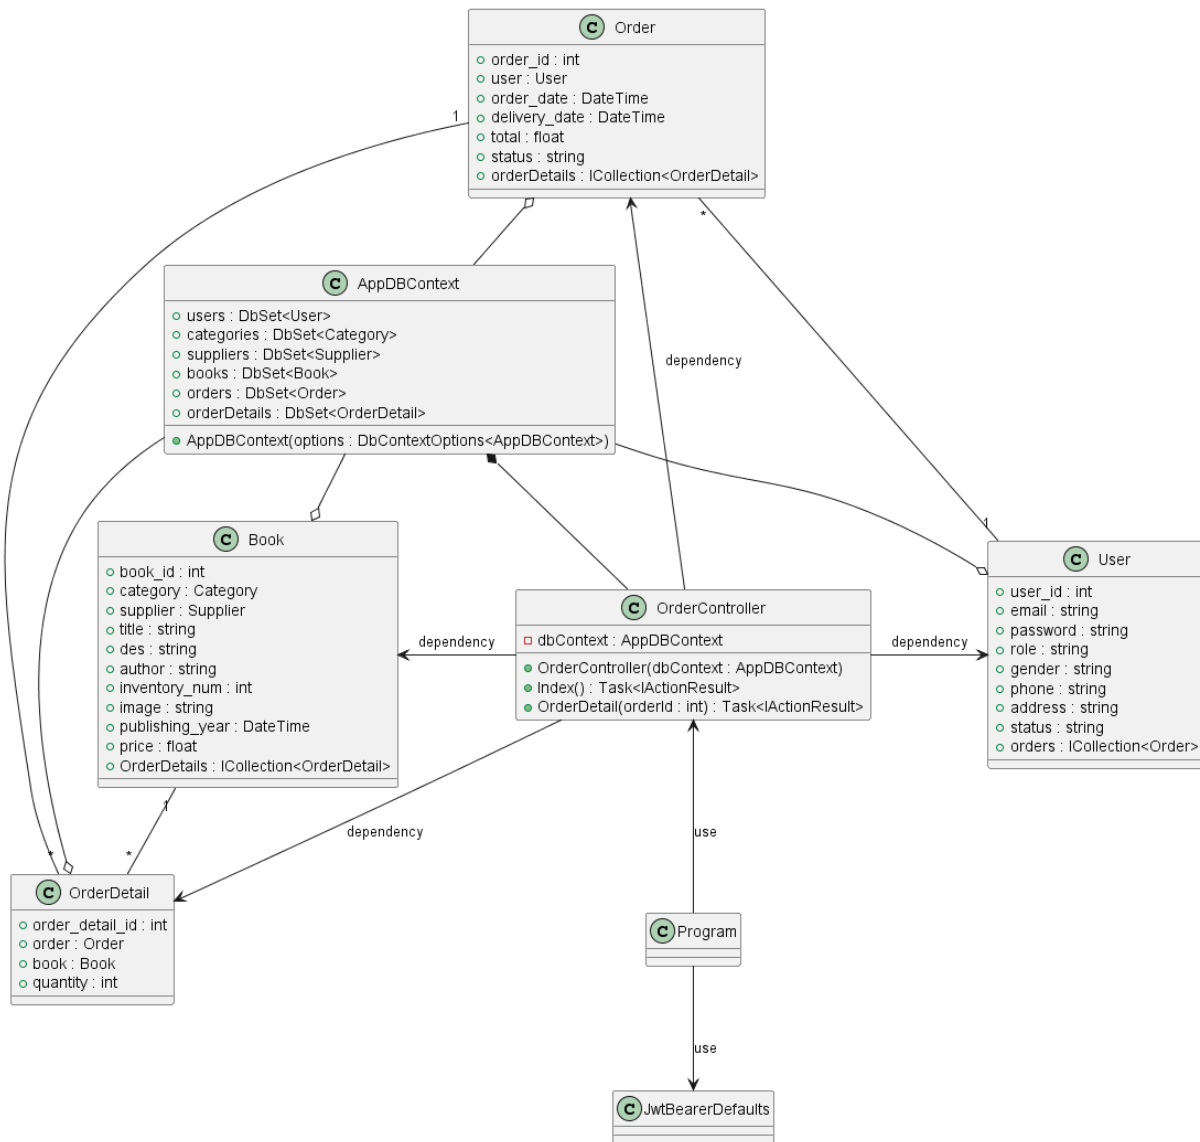 C Order
order_id : int
user : User
order_date : DateTime
delivery_date : DateTime
total : float
status : string
orderDetails : ICollection<OrderDetail>
1
*
C AppDBContext
users : DbSet<User>
categories : DbSet<Category>
suppliers : DbSet<Supplier>
books : DbSet<Book>
orders : DbSet<Order>
orderDetails : DbSet<OrderDetail>
AppDBContext(options : DbContextOptions<AppDBContext>)
dependency
C Book
book_id : int
category : Category
supplier : Supplier
title : string
des : string
author : string
inventory_num : int
image : string
publishing_year : DateTime
price : float
OrderDetails : ICollection<OrderDetail>
dependency
C OrderController
dbContext : AppDBContext
OrderController(dbContext : AppDBContext)
Index() : Task<IActionResult>
OrderDetail(orderId : int) : Task<IActionResult>
dependency
1
C User
user_id : int
email : string
password : string
role : string
gender : string
phone : string
address : string
status : string
orders : ICollection<Order>
1
dependency
use
*
*
C OrderDetail
order_detail_id : int
order : Order
book : Book
quantity : int
C Program
use
C JwtBearerDefaults